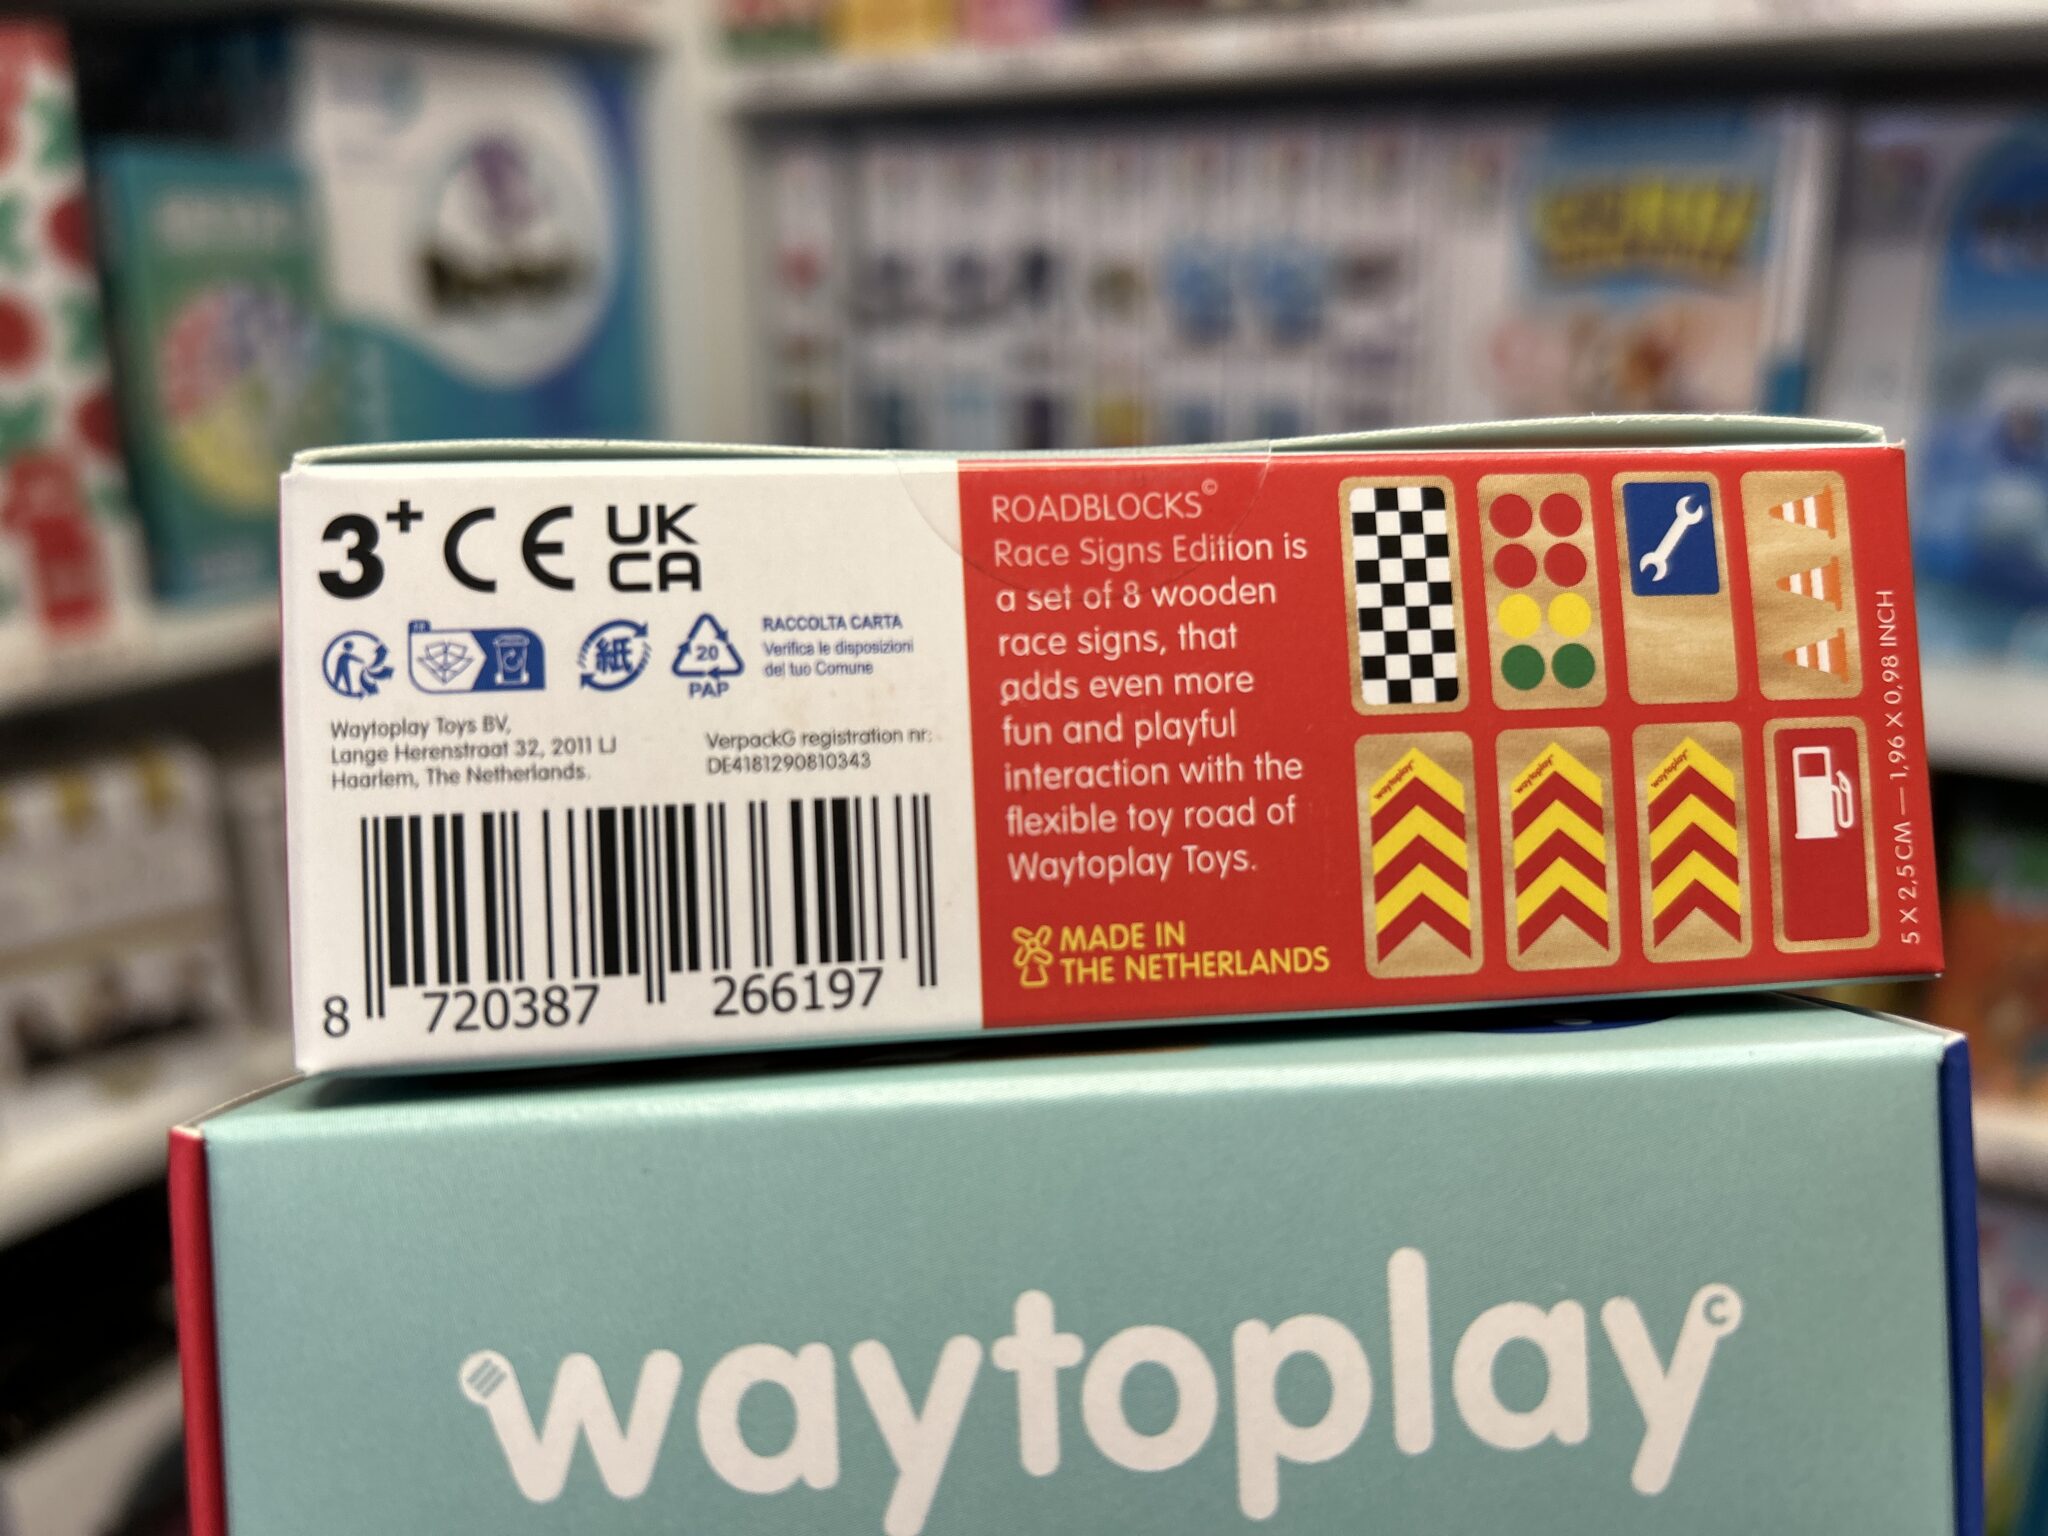 3+ CE UK
CA
FR
紙
20
PAP
RACCOLTA CARTA
Verifica le disposizioni
del tuo Comune
Waytoplay Toys BV,
Lange Herenstraat 32, 2011 LJ
Haarlem, The Netherlands.
VerpackG registration nr:
DE4181290810343
8 720387 266197
ROADBLOCKS©
Race Signs Edition is
a set of 8 wooden
race signs, that
adds even more
fun and playful
interaction with the
flexible toy road of
Waytoplay Toys.
MADE IN
THE NETHERLANDS
waytoplay
waytoplay
waytoplay
5 X 2,5 CM — 1,96 X 0,98 INCH
waytoplay©